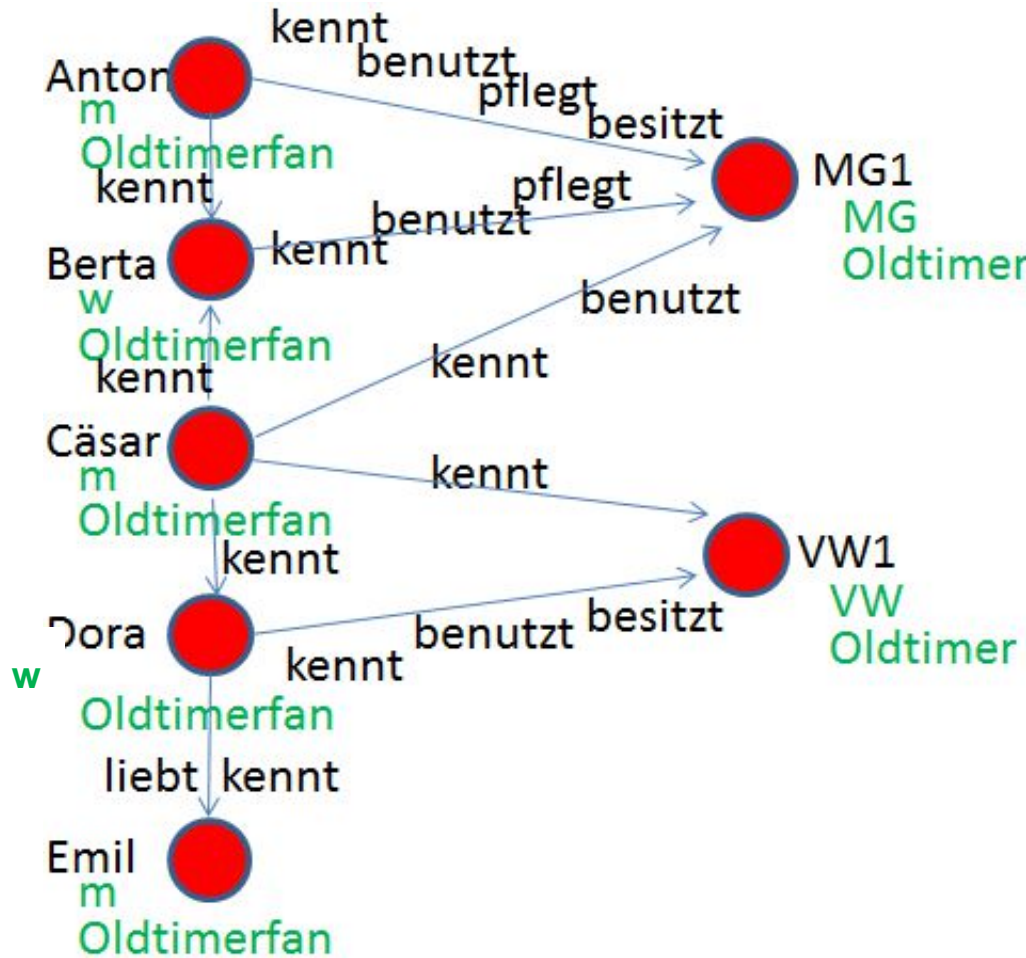 kennt
benutzt
pflegt
besitzt
Anton
m
Oldtimerfan
kennt
MG1
MG
Oldtimer
pflegt
benutzt
kennt
Berta
w
Oldtimerfan
kennt
benutzt
kennt
Cäsar
m
Oldtimerfan
kennt
kennt
VW1
VW
Oldtimer
besitzt
benutzt
kennt
Dora
w
Oldtimerfan
liebt kennt
Emil
m
Oldtimerfan